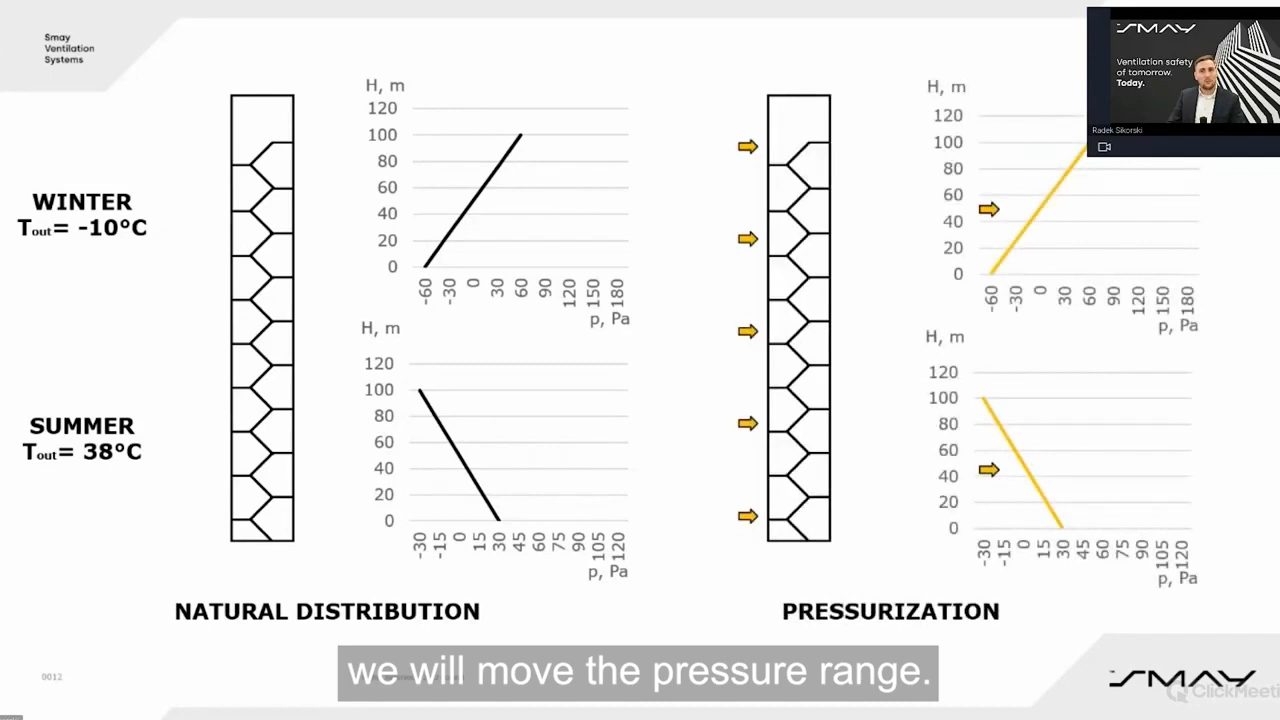 Smay
Ventilation
Systems
WINTER
Tout= -10°C
SUMMER
Tout= 38°C
H, m
120
100
80
60
40
20
0
-60
-30
0
30
60
90
120
150
180
p, Pa
H, m
120
100
80
60
40
20
0
-30
-15
0
15
30
45
60
75
90
105
120
p, Pa
NATURAL DISTRIBUTION
H, m
120
100
80
60
40
20
0
-60
-30
0
30
60
90
120
150
180
p, Pa
H, m
120
100
80
60
40
20
0
-30
-15
0
15
30
45
60
75
90
105
120
p, Pa
PRESSURIZATION
SMAY
Ventilation safety
of tomorrow.
Today.
Radek Sikorski
we will move the pressure range.
0012
SMAY
ClickMeeti